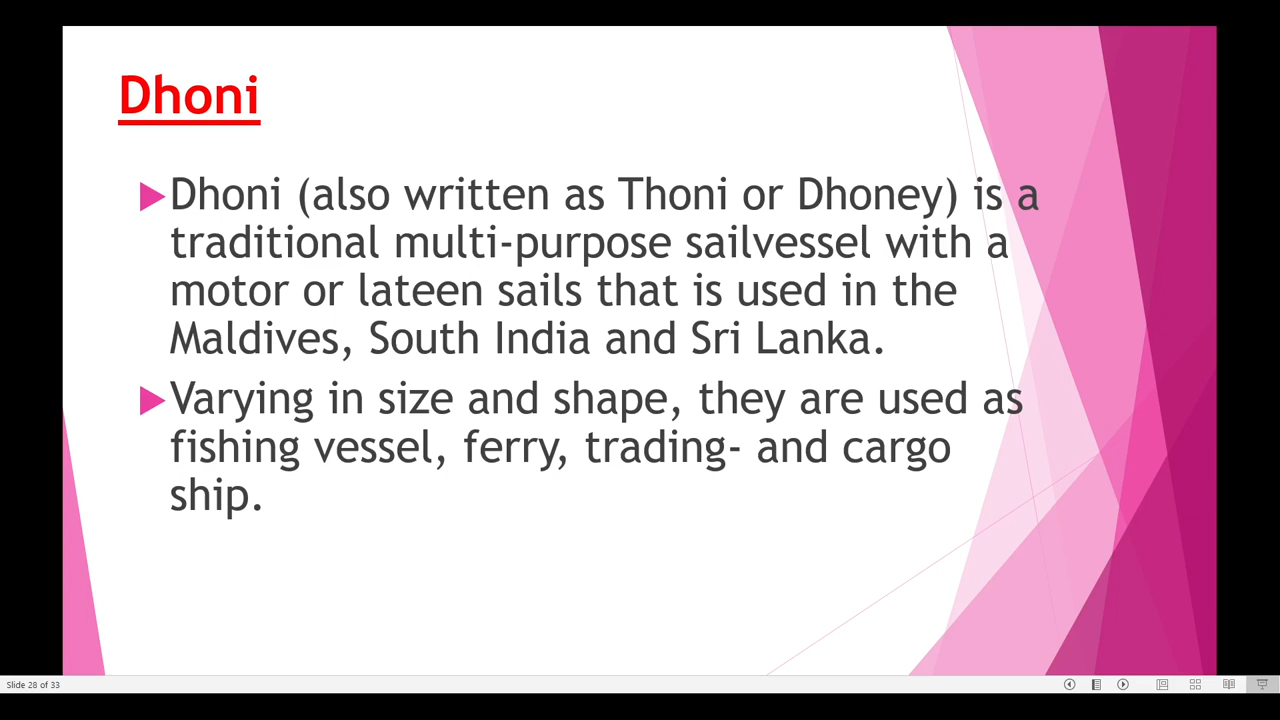 Dhoni
Dhoni (also written as Thoni or Dhoney) is a
traditional multi-purpose sailvessel with a
motor or lateen sails that is used in the
Maldives, South India and Sri Lanka.
Varying in size and shape, they are used as
fishing vessel, ferry, trading- and cargo
ship.
Slide 28 of 33